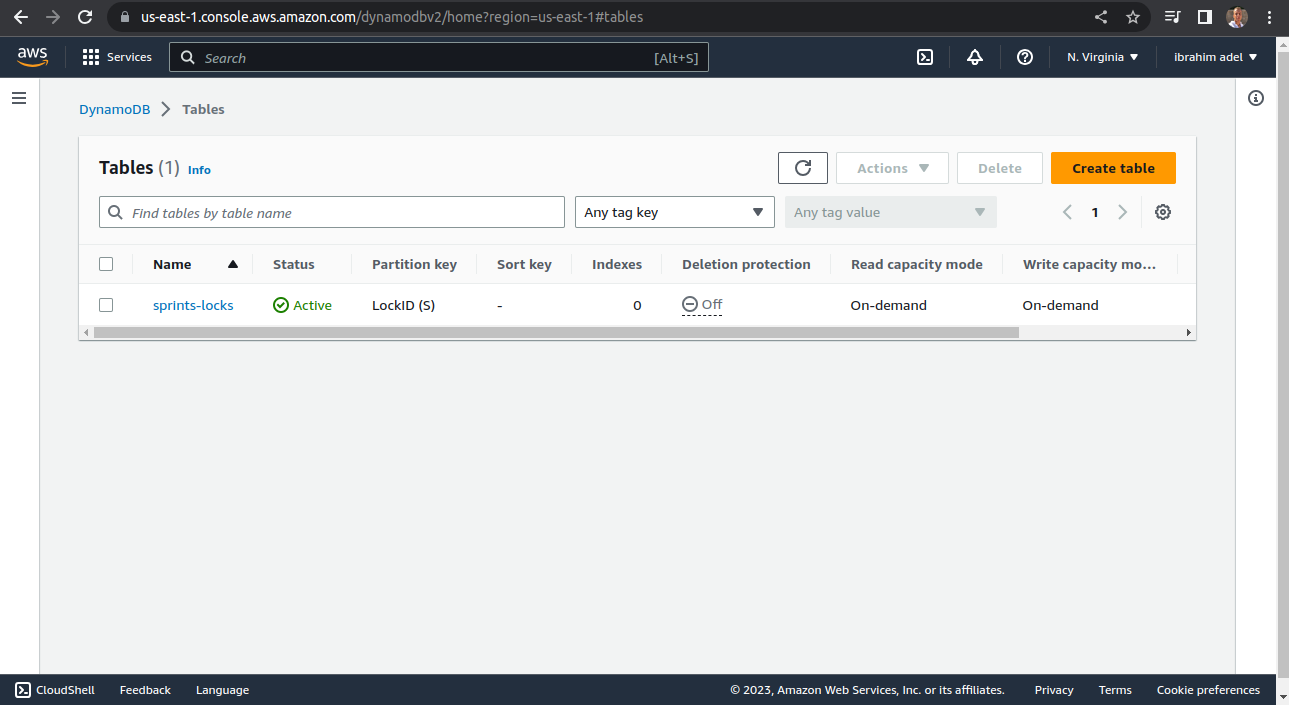 us-east-1.console.aws.amazon.com/dynamodbv2/home?region=us-east-1#tables
aws Services Search [Alt+S] N. Virginia ibrahim adel
DynamoDB Tables
Tables (1) Info Actions Delete Create table
Find tables by table name Any tag key Any tag value 1
Name Status Partition key Sort key Indexes Deletion protection Read capacity mode Write capacity mo...
sprints-locks Active LockID (S) - 0 Off On-demand On-demand
CloudShell Feedback Language © 2023, Amazon Web Services, Inc. or its affiliates. Privacy Terms Cookie preferences